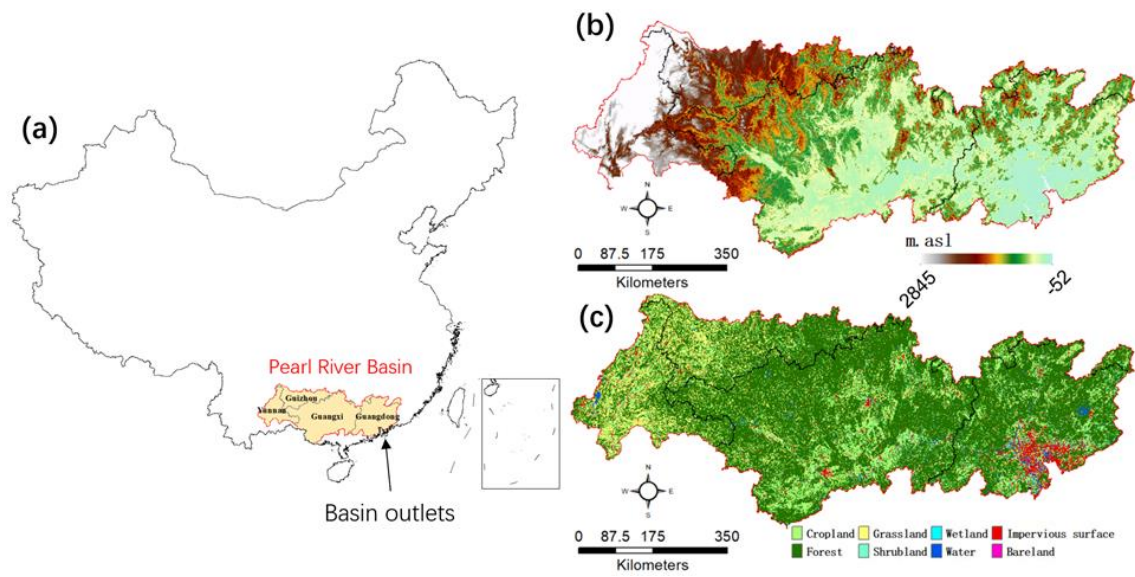 (a)
Pearl River Basin
Guizhou
Yunnan
Guangxi
Guangdong
Basin outlets
(b)
N
W
E
S
0 87.5 175 350
Kilometers
m.asl
2845
-52
(c)
N
W
E
S
0 87.5 175 350
Kilometers
Cropland Grassland Wetland Impervious surface
Forest Shrubland Water Bareland